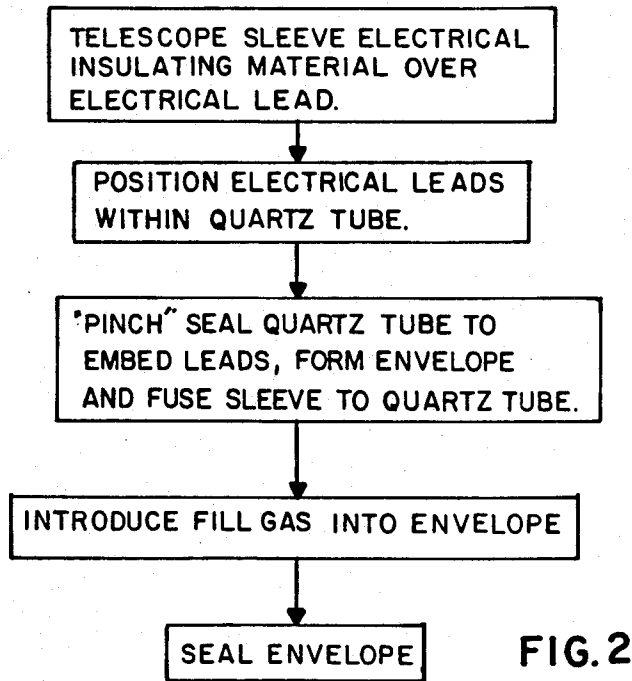 TELESCOPE SLEEVE ELECTRICAL
INSULATING MATERIAL OVER
ELECTRICAL LEAD.
POSITION ELECTRICAL LEADS
WITHIN QUARTZ TUBE.
"PINCH" SEAL QUARTZ TUBE TO
EMBED LEADS, FORM ENVELOPE
AND FUSE SLEEVE TO QUARTZ TUBE.
INTRODUCE FILL GAS INTO ENVELOPE
SEAL ENVELOPE
FIG. 2